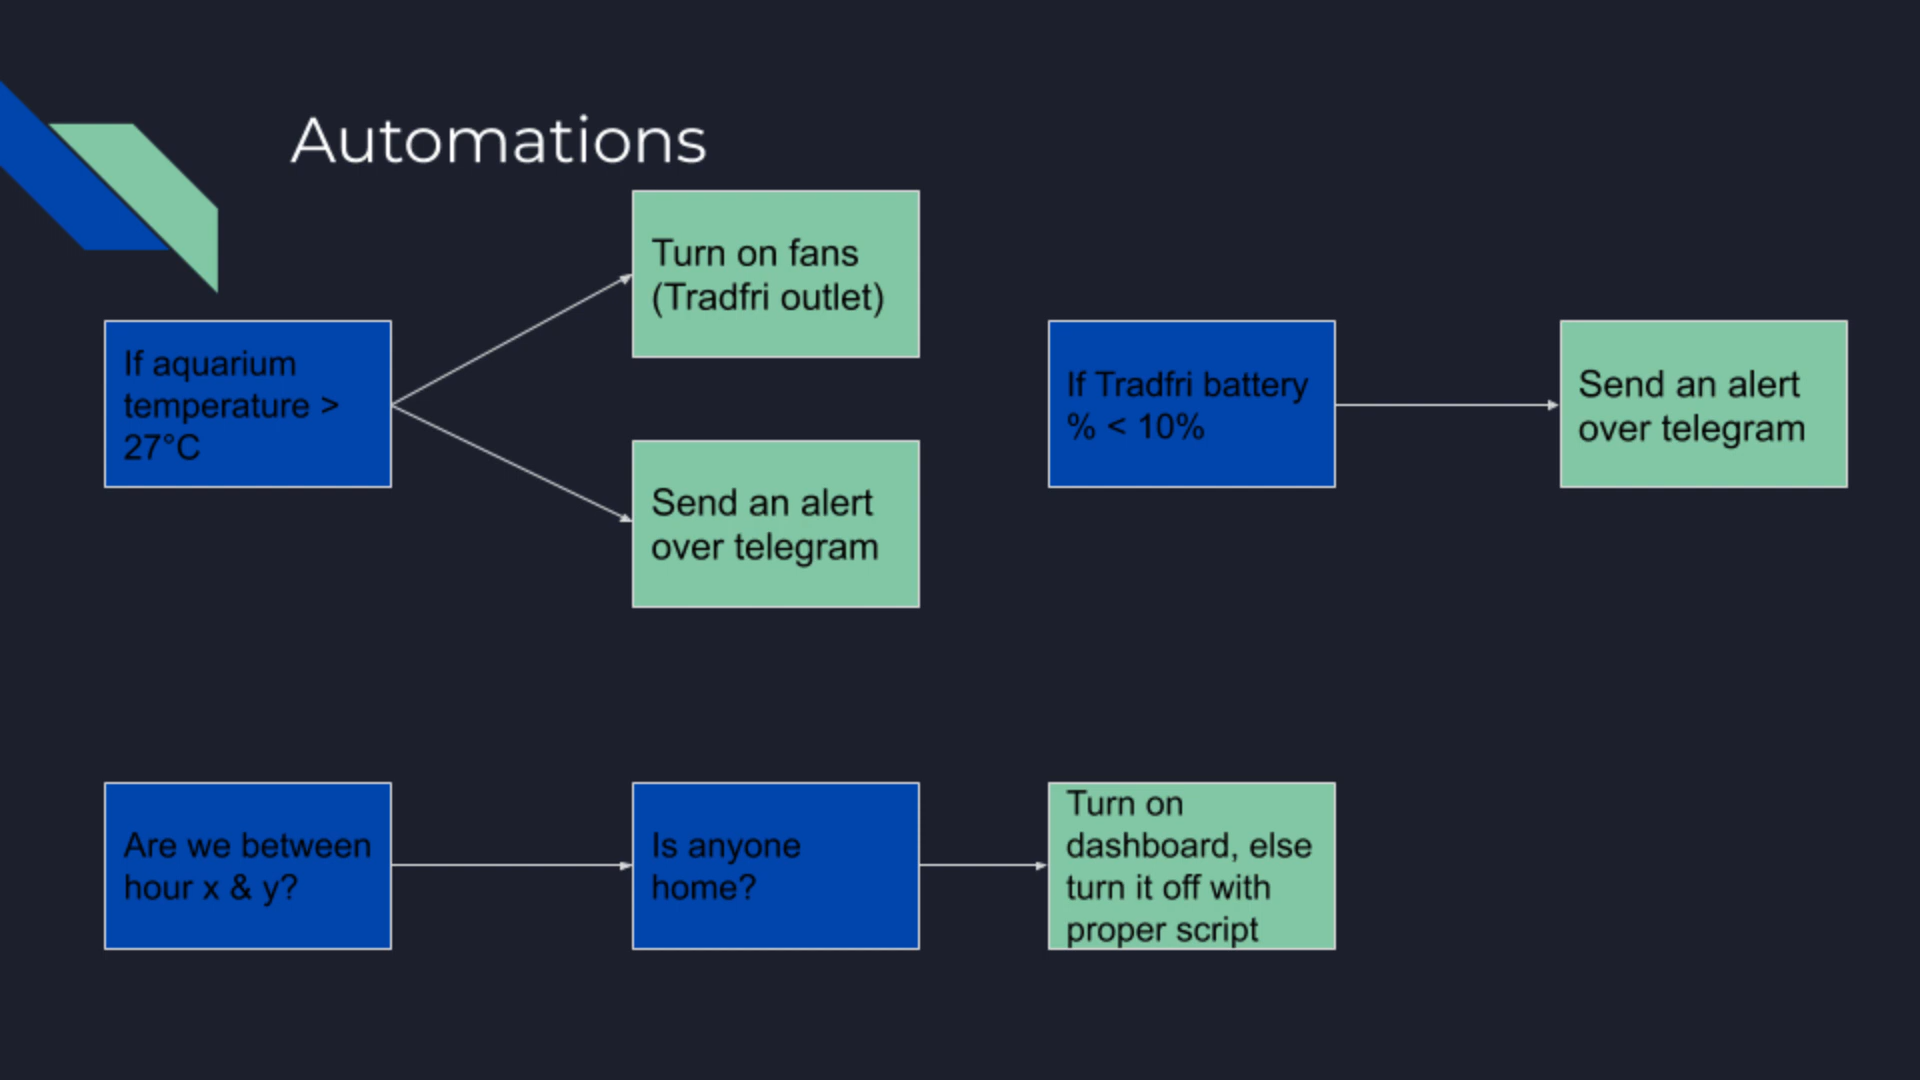 Automations
Turn on fans
(Tradfri outlet)
If aquarium
temperature >
27°C
Send an alert
over telegram
If Tradfri battery
% < 10%
Send an alert
over telegram
Are we between
hour x & y?
Is anyone
home?
Turn on
dashboard, else
turn it off with
proper script